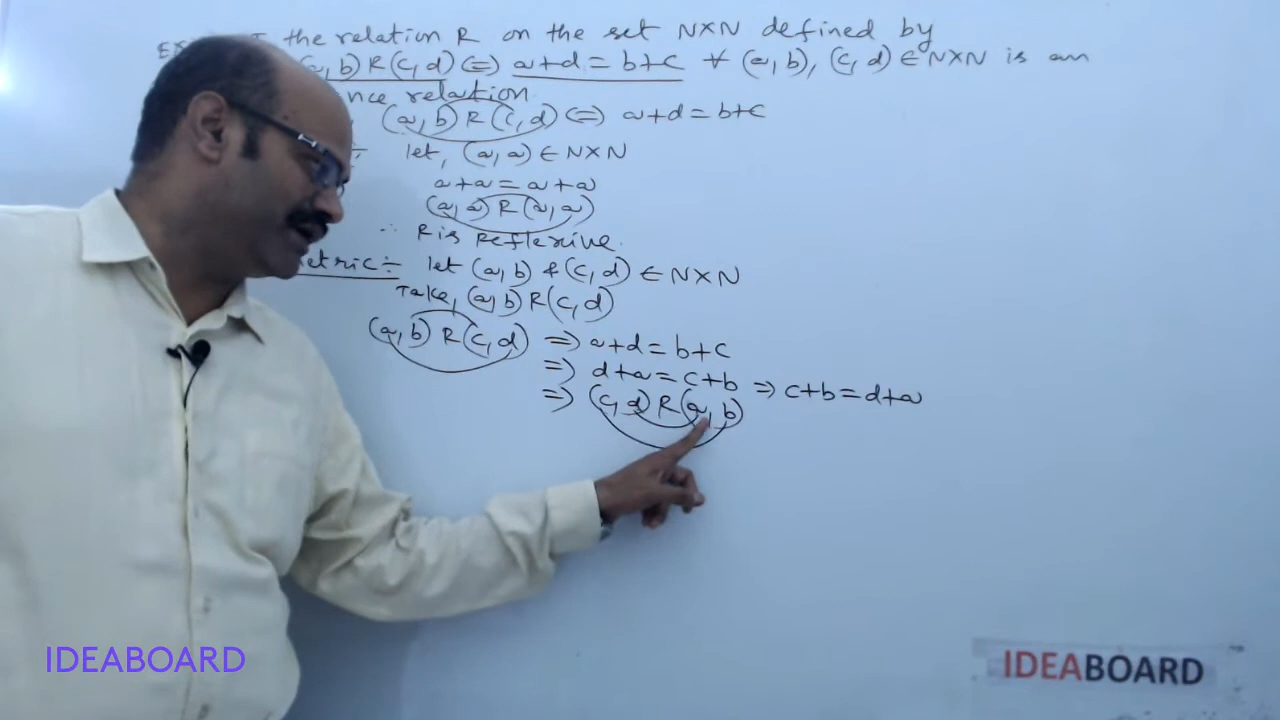 the relation R on the set N×N defined by
(a, b) R (c, d) ⇔ a+d = b+c ∀ (a, b), (c, d) ∈ N×N is an
relation
(a, b) R (c, d) ⇔ a+d = b+c
let, (a, a) ∈ N×N
a+a = a+a
(a, a) R (a, a)
∴ R is Reflexive.
let (a, b) & (c, d) ∈ N×N
Take, (a, b) R (c, d)
(a, b) R (c, d) ⇒ a+d = b+c
⇒ d+a = c+b ⇒ c+b = d+a
⇒ (c, d) R (a, b)
IDEABOARD
IDEABOARD